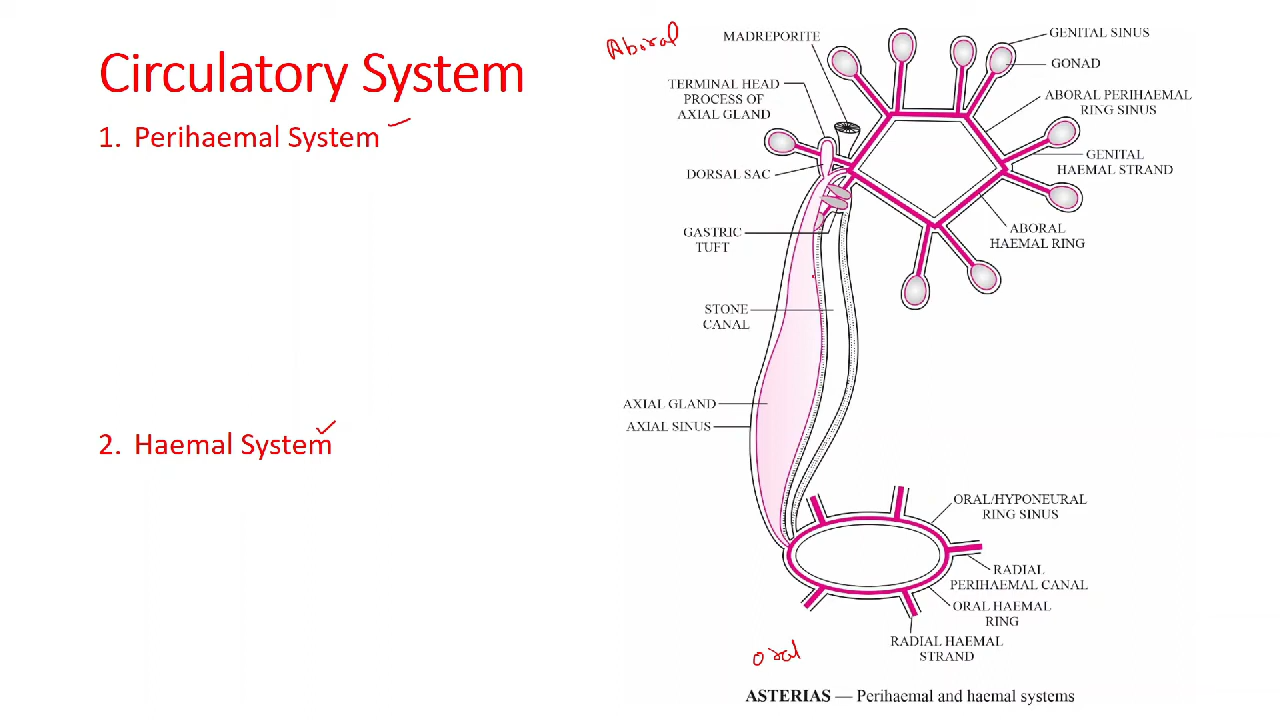 Circulatory System
1. Perihaemal System
2. Haemal System
Aboral
MADREPORITE
TERMINAL HEAD
PROCESS OF
AXIAL GLAND
DORSAL SAC
GASTRIC
TUFT
STONE
CANAL
AXIAL GLAND
AXIAL SINUS
GENITAL SINUS
GONAD
ABORAL PERIHAEMAL
RING SINUS
GENITAL
HAEMAL STRAND
ABORAL
HAEMAL RING
ORAL/HYPONEURAL
RING SINUS
RADIAL
PERIHAEMAL CANAL
ORAL HAEMAL
RING
RADIAL HAEMAL
STRAND
oral
ASTERIAS — Perihaemal and haemal systems